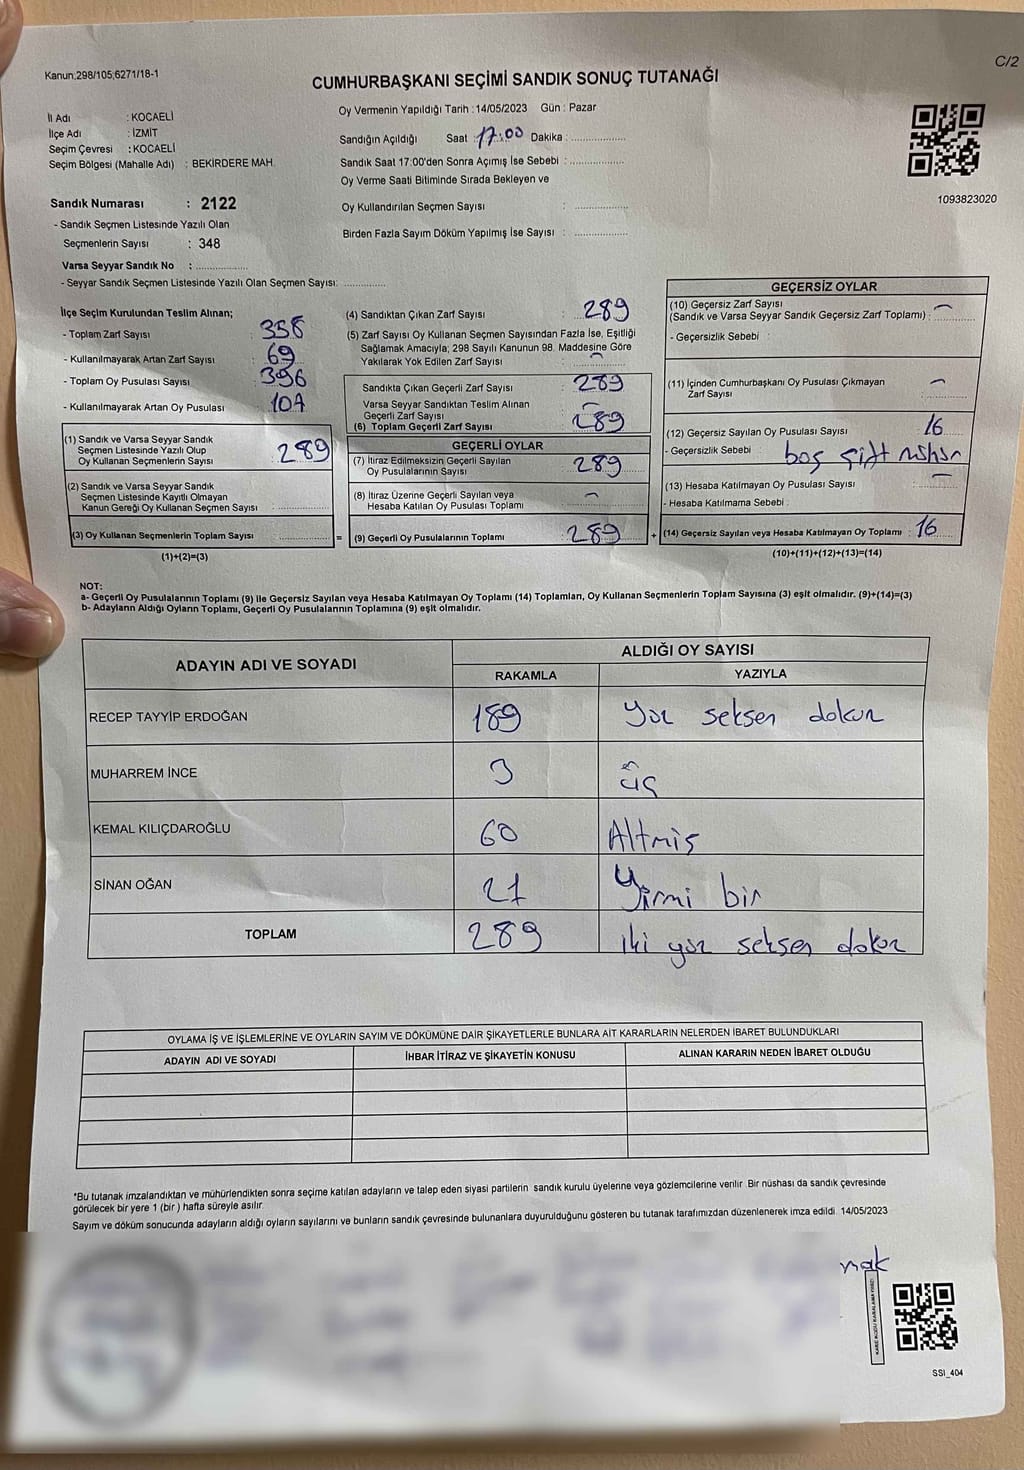 Kanun;298/105;6271/18-1
C/2
CUMHURBAŞKANI SEÇİMİ SANDIK SONUÇ TUTANAĞI
İl Adı : KOCAELİ
İlçe Adı : İZMİT
Seçim Çevresi : KOCAELİ
Seçim Bölgesi (Mahalle Adı) : BEKİRDERE MAH.
Sandık Numarası : 2122
- Sandık Seçmen Listesinde Yazılı Olan
Seçmenlerin Sayısı : 348
Varsa Seyyar Sandık No : ..................
- Seyyar Sandık Seçmen Listesinde Yazılı Olan Seçmen Sayısı: ..............
Oy Vermenin Yapıldığı Tarih : 14/05/2023 Gün : Pazar
Sandığın Açıldığı Saat : 17:00 Dakika : ..................
Sandık Saat 17:00'den Sonra Açımış İse Sebebi : ..................
Oy Verme Saati Bitiminde Sırada Bekleyen ve
Oy Kullandırılan Seçmen Sayısı : ..................
Birden Fazla Sayım Döküm Yapılmış İse Sayısı : ..................
1093823020
İlçe Seçim Kurulundan Teslim Alınan;
- Toplam Zarf Sayısı : 358
- Kullanılmayarak Artan Zarf Sayısı : 69
- Toplam Oy Pusulası Sayısı : 396
- Kullanılmayarak Artan Oy Pusulası : 107
(1) Sandık ve Varsa Seyyar Sandık
Seçmen Listesinde Yazılı Olup
Oy Kullanan Seçmenlerin Sayısı : 289
(2) Sandık ve Varsa Seyyar Sandık
Seçmen Listesinde Kayıtlı Olmayan
Kanun Gereği Oy Kullanan Seçmen Sayısı : ..................
(3) Oy Kullanan Seçmenlerin Toplam Sayısı : .................. =
(1)+(2)=(3)
(4) Sandıktan Çıkan Zarf Sayısı : 289
(5) Zarf Sayısı Oy Kullanan Seçmen Sayısından Fazla İse, Eşitliği
Sağlamak Amacıyla; 298 Sayılı Kanunun 98. Maddesine Göre
Yakılarak Yok Edilen Zarf Sayısı : -
Sandıkta Çıkan Geçerli Zarf Sayısı : 289
Varsa Seyyar Sandıktan Teslim Alınan
Geçerli Zarf Sayısı : -
(6) Toplam Geçerli Zarf Sayısı : 289
GEÇERLİ OYLAR
(7) İtiraz Edilmeksizin Geçerli Sayılan
Oy Pusulalarının Sayısı : 289
(8) İtiraz Üzerine Geçerli Sayılan veya
Hesaba Katılan Oy Pusulası Toplamı : -
(9) Geçerli Oy Pusulalarının Toplamı : 289 +
GEÇERSİZ OYLAR
(10) Geçersiz Zarf Sayısı
(Sandık ve Varsa Seyyar Sandık Geçersiz Zarf Toplamı) : -
- Geçersizlik Sebebi :
(11) İçinden Cumhurbaşkanı Oy Pusulası Çıkmayan
Zarf Sayısı : -
(12) Geçersiz Sayılan Oy Pusulası Sayısı : 16
- Geçersizlik Sebebi : boş çift mühür
(13) Hesaba Katılmayan Oy Pusulası Sayısı : -
- Hesaba Katılmama Sebebi :
(14) Geçersiz Sayılan veya Hesaba Katılmayan Oy Toplamı : 16
(10)+(11)+(12)+(13)=(14)
NOT:
a- Geçerli Oy Pusulalarının Toplamı (9) ile Geçersiz Sayılan veya Hesaba Katılmayan Oy Toplamı (14) Toplamları, Oy Kullanan Seçmenlerin Toplam Sayısına (3) eşit olmalıdır. (9)+(14)=(3)
b- Adayların Aldığı Oyların Toplamı, Geçerli Oy Pusulalarının Toplamına (9) eşit olmalıdır.
ADAYIN ADI VE SOYADI
ALDIĞI OY SAYISI
RAKAMLA YAZIYLA
RECEP TAYYİP ERDOĞAN 189 Yüz seksen dokuz
MUHARREM İNCE 3 üç
KEMAL KILIÇDAROĞLU 60 Altmış
SİNAN OĞAN 21 Yirmi bir
TOPLAM 289 iki yüz seksen dokuz
OYLAMA İŞ VE İŞLEMLERİNE VE OYLARIN SAYIM VE DÖKÜMÜNE DAİR ŞİKAYETLERLE BUNLARA AİT KARARLARIN NELERDEN İBARET BULUNDUKLARI
ADAYIN ADI VE SOYADI İHBAR İTİRAZ VE ŞİKAYETİN KONUSU ALINAN KARARIN NEDEN İBARET OLDUĞU
*Bu tutanak imzalandıktan ve mühürlendikten sonra seçime katılan adayların ve talep eden siyasi partilerin sandık kurulu üyelerine veya gözlemcilerine verilir. Bir nüshası da sandık çevresinde
görülecek bir yere 1 (bir) hafta süreyle asılır.
Sayım ve döküm sonucunda adayların aldığı oyların sayılarını ve bunların sandık çevresinde bulunanlara duyurulduğunu gösteren bu tutanak tarafımızdan düzenlenerek imza edildi. 14/05/2023
nak
KARE KODU KARALAMAYINIZ!
SSI_404